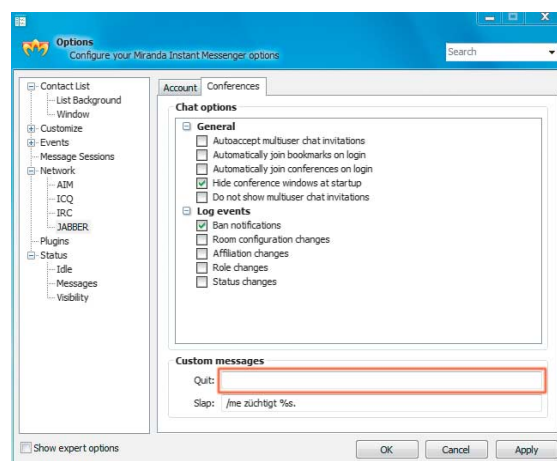 Options
Configure your Miranda Instant Messenger options
Search
Contact List
List Background
Window
Customize
Events
Message Sessions
Network
AIM
ICQ
IRC
JABBER
Plugins
Status
Idle
Messages
Visibility
Account Conferences
Chat options
General
Autoaccept multiuser chat invitations
Automatically join bookmarks on login
Automatically join conferences on login
Hide conference windows at startup
Do not show multiuser chat invitations
Log events
Ban notifications
Room configuration changes
Affiliation changes
Role changes
Status changes
Custom messages
Quit:
Slap: /me züchtigt %s.
Show expert options
OK Cancel Apply